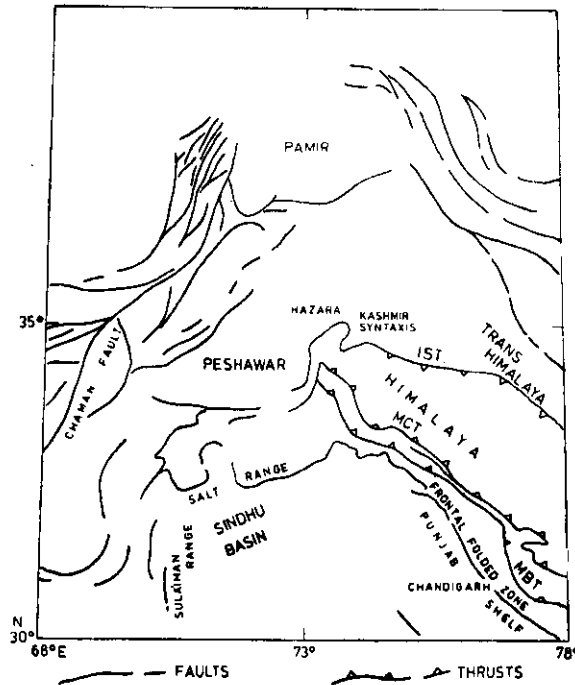 PAMIR
HAZARA
KASHMIR
SYNTAXIS
35°
CHAMAN FAULT
PESHAWAR
IST.
TRANS
HIMALAYA
HIMALAYA
MCT
SALT RANGE
SINDHU
BASIN
SULAIMAN
RANGE
FRONTAL FOLDED ZONE
PUNJAB
SHELF
CHANDIGARH
MBT
N
30°
68°E
73°
78°
FAULTS
THRUSTS